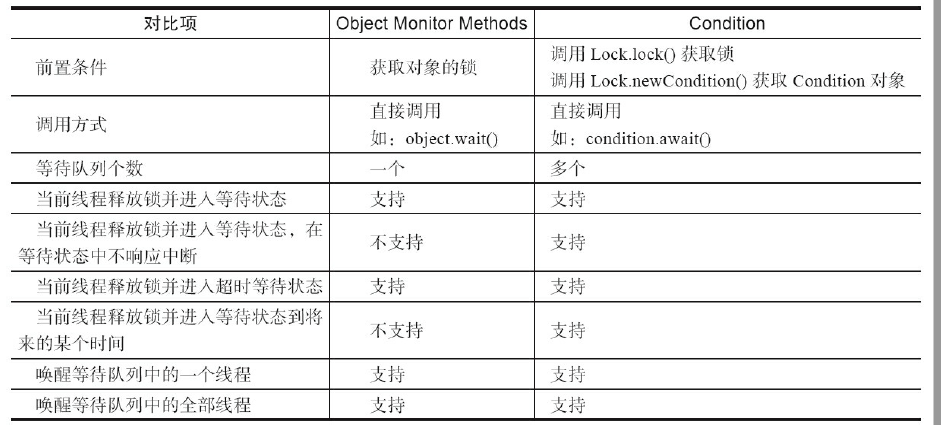 对比项 Object Monitor Methods Condition
前置条件 获取对象的锁 调用 Lock.lock() 获取锁
调用 Lock.newCondition() 获取 Condition 对象
调用方式 直接调用 直接调用
如：object.wait() 如：condition.await()
等待队列个数 一个 多个
当前线程释放锁并进入等待状态 支持 支持
当前线程释放锁并进入等待状态，在
等待状态中不响应中断 不支持 支持
当前线程释放锁并进入超时等待状态 支持 支持
当前线程释放锁并进入等待状态到将
来的某个时间 不支持 支持
唤醒等待队列中的一个线程 支持 支持
唤醒等待队列中的全部线程 支持 支持